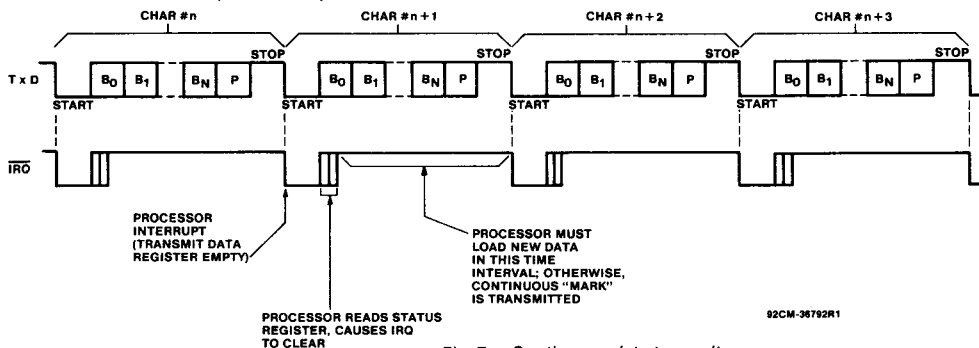 CHAR #n CHAR #n + 1 CHAR #n + 2 CHAR #n + 3
STOP STOP STOP STOP
T x D B0 B1 BN P B0 B1 BN P B0 B1 BN P B0 B1 BN P
START START START START
IRQ
PROCESSOR
INTERRUPT
(TRANSMIT DATA
REGISTER EMPTY)
PROCESSOR READS STATUS
REGISTER, CAUSES IRQ
TO CLEAR
PROCESSOR MUST
LOAD NEW DATA
IN THIS TIME
INTERVAL; OTHERWISE,
CONTINUOUS "MARK"
IS TRANSMITTED
92CM-36792R1